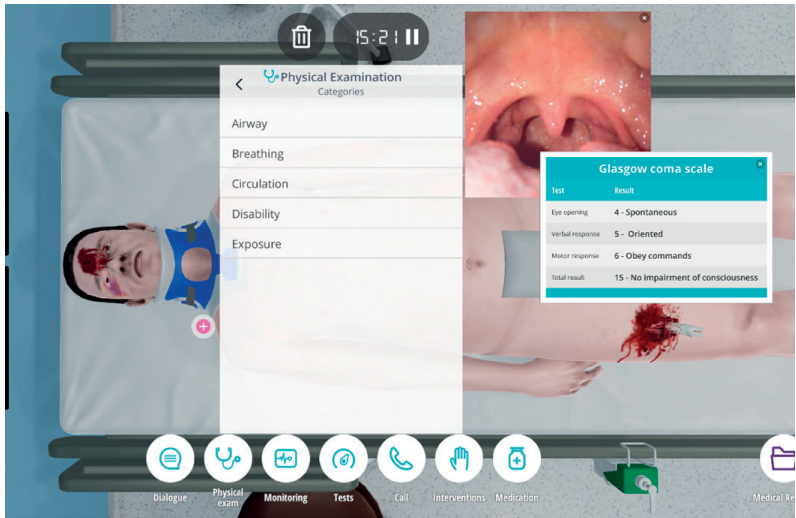 15:21
Physical Examination
Categories
Airway
Breathing
Circulation
Disability
Exposure
Glasgow coma scale
Test Result
Eye opening 4 - Spontaneous
Verbal response 5 - Oriented
Motor response 6 - Obey commands
Total result 15 - No impairment of consciousness
Dialogue
Physical
exam
Monitoring
Tests
Call
Interventions
Medication
Medical Re